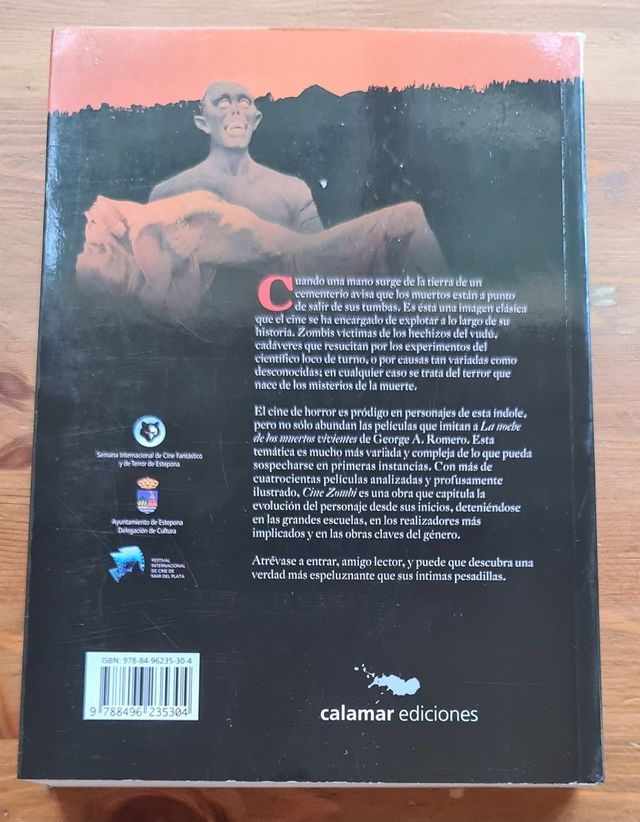 Cuando una mano surge de la tierra de un
cementerio avisa que los muertos están a punto
de salir de sus tumbas. Es ésta una imagen clásica
que el cine se ha encargado de explotar a lo largo de su
historia. Zombis víctimas de los hechizos del vudú,
cadáveres que resucitan por los experimentos del
científico loco de turno, o por causas tan variadas como
desconocidas; en cualquier caso se trata del terror que
nace de los misterios de la muerte.
El cine de horror es pródigo en personajes de esta índole,
pero no sólo abundan las películas que imitan a La noche
de los muertos vivientes de George A. Romero. Esta
temática es mucho más variada y compleja de lo que pueda
sospecharse en primeras instancias. Con más de
cuatrocientas películas analizadas y profusamente
ilustrado, Cine Zombi es una obra que capitula la
evolución del personaje desde sus inicios, deteniéndose
en las grandes escuelas, en los realizadores más
implicados y en las obras claves del género.
Atrévase a entrar, amigo lector, y puede que descubra una
verdad más espeluznante que sus íntimas pesadillas.
Semana Internacional de Cine Fantástico
y de Terror de Estepona
Ayuntamiento de Estepona
Delegación de Cultura
FESTIVAL
INTERNACIONAL
DE CINE DE
MAR DEL PLATA
ISBN: 978-84-96235-30-4
9 788496 235304
calamar ediciones